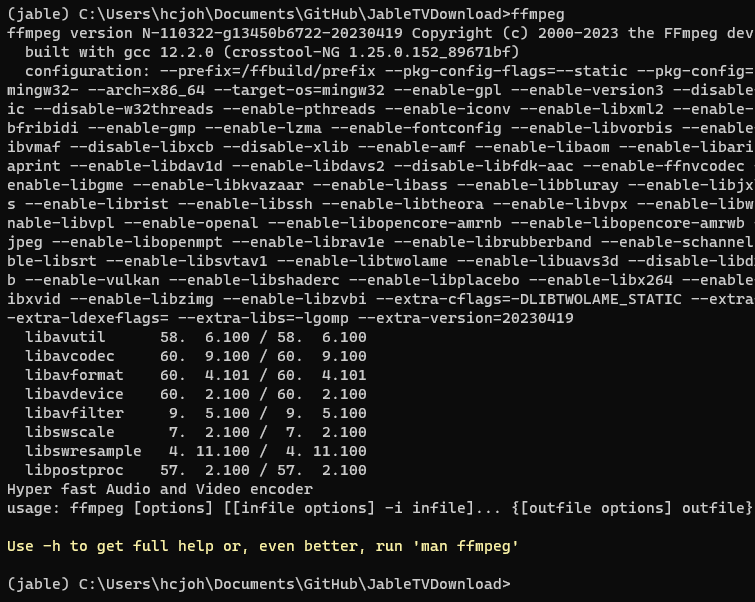 (jable) C:\Users\hcjoh\Documents\GitHub\JableTVDownload>ffmpeg
ffmpeg version N-110322-g13450b6722-20230419 Copyright (c) 2000-2023 the FFmpeg dev
  built with gcc 12.2.0 (crosstool-NG 1.25.0.152_89671bf)
  configuration: --prefix=/ffbuild/prefix --pkg-config-flags=--static --pkg-config=
mingw32- --arch=x86_64 --target-os=mingw32 --enable-gpl --enable-version3 --disable
ic --disable-w32threads --enable-pthreads --enable-iconv --enable-libxml2 --enable-
bfribidi --enable-gmp --enable-lzma --enable-fontconfig --enable-libvorbis --enable
ibvmaf --disable-libxcb --disable-xlib --enable-amf --enable-libaom --enable-libari
aprint --enable-libdav1d --enable-libdavs2 --disable-libfdk-aac --enable-ffnvcodec
enable-libgme --enable-libkvazaar --enable-libass --enable-libbluray --enable-libjx
s --enable-librist --enable-libssh --enable-libtheora --enable-libvpx --enable-libw
nable-libvpl --enable-openal --enable-libopencore-amrnb --enable-libopencore-amrwb
jpeg --enable-libopenmpt --enable-librav1e --enable-librubberband --enable-schannel
ble-libsrt --enable-libsvtav1 --enable-libtwolame --enable-libuavs3d --disable-libd
b --enable-vulkan --enable-libshaderc --enable-libplacebo --enable-libx264 --enable-
ibxvid --enable-libzimg --enable-libzvbi --extra-cflags=-DLIBTWOLAME_STATIC --extra
-extra-ldexeflags= --extra-libs=-lgomp --extra-version=20230419
  libavutil      58.  6.100 / 58.  6.100
  libavcodec     60.  9.100 / 60.  9.100
  libavformat    60.  4.101 / 60.  4.101
  libavdevice    60.  2.100 / 60.  2.100
  libavfilter     9.  5.100 /  9.  5.100
  libswscale      7.  2.100 /  7.  2.100
  libswresample   4. 11.100 /  4. 11.100
  libpostproc    57.  2.100 / 57.  2.100
Hyper fast Audio and Video encoder
usage: ffmpeg [options] [[infile options] -i infile]... {[outfile options] outfile}

Use -h to get full help or, even better, run 'man ffmpeg'

(jable) C:\Users\hcjoh\Documents\GitHub\JableTVDownload>